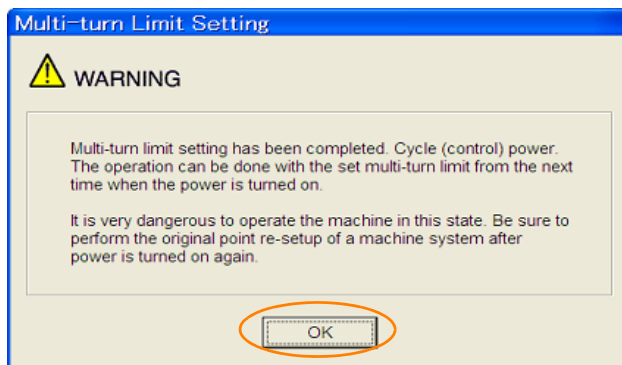 Multi-turn Limit Setting
WARNING
Multi-turn limit setting has been completed. Cycle (control) power.
The operation can be done with the set multi-turn limit from the next
time when the power is turned on.
It is very dangerous to operate the machine in this state. Be sure to
perform the original point re-setup of a machine system after
power is turned on again.
OK